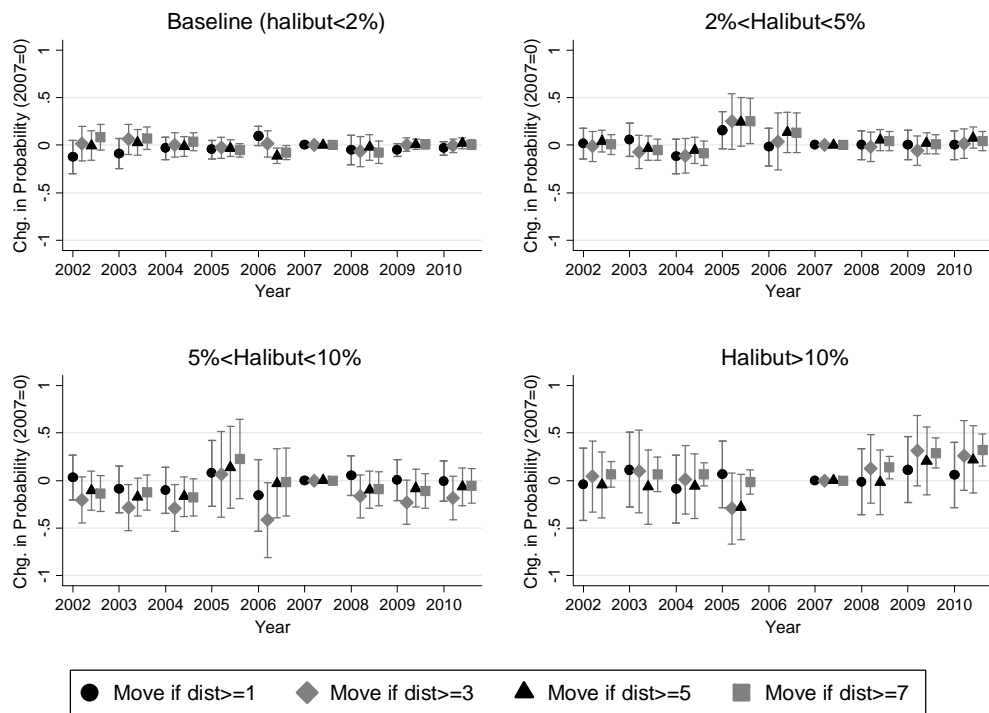 Baseline (halibut<2%)
Chg. in Probability (2007=0)
1
.5
0
-.5
-1
2002 2003 2004 2005 2006 2007 2008 2009 2010
Year
2%<Halibut<5%
Chg. in Probability (2007=0)
1
.5
0
-.5
-1
2002 2003 2004 2005 2006 2007 2008 2009 2010
Year
5%<Halibut<10%
Chg. in Probability (2007=0)
1
.5
0
-.5
-1
2002 2003 2004 2005 2006 2007 2008 2009 2010
Year
Halibut>10%
Chg. in Probability (2007=0)
1
.5
0
-.5
-1
2002 2003 2004 2005 2006 2007 2008 2009 2010
Year
Move if dist>=1 Move if dist>=3 Move if dist>=5 Move if dist>=7